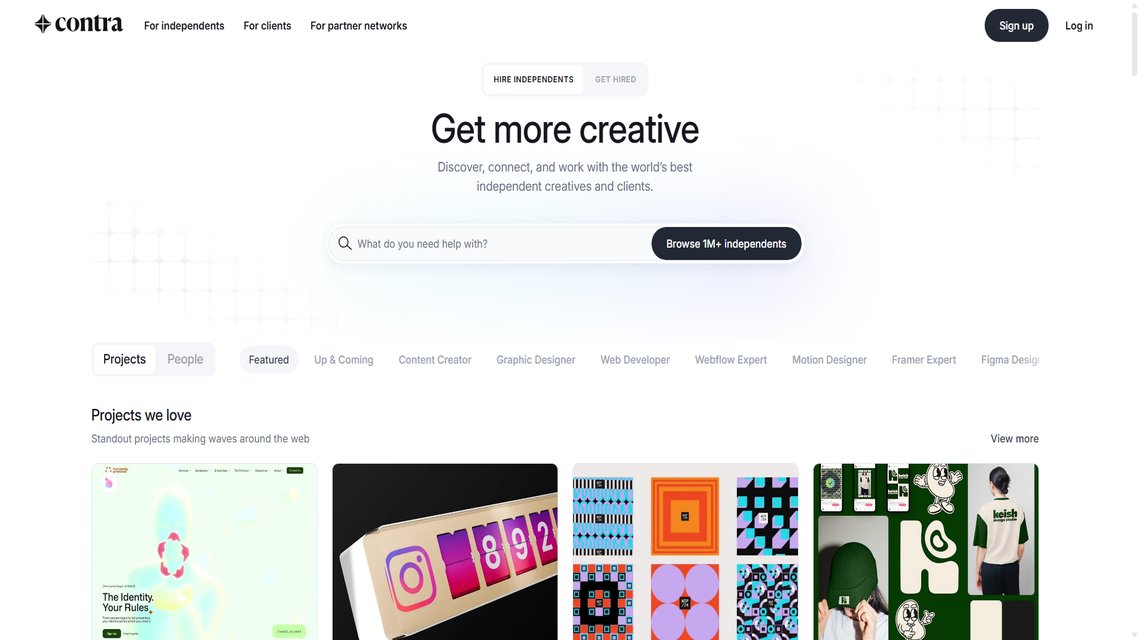 contra
For independents For clients For partner networks
Sign up Log in
HIRE INDEPENDENTS GET HIRED
Get more creative
Discover, connect, and work with the world's best
independent creatives and clients.
What do you need help with?
Browse 1M+ independents
Projects People Featured Up & Coming Content Creator Graphic Designer Web Developer Webflow Expert Motion Designer Framer Expert Figma Desig
Projects we love
Standout projects making waves around the web
View more
The Identity.
Your Rules.
892
keish
design studio